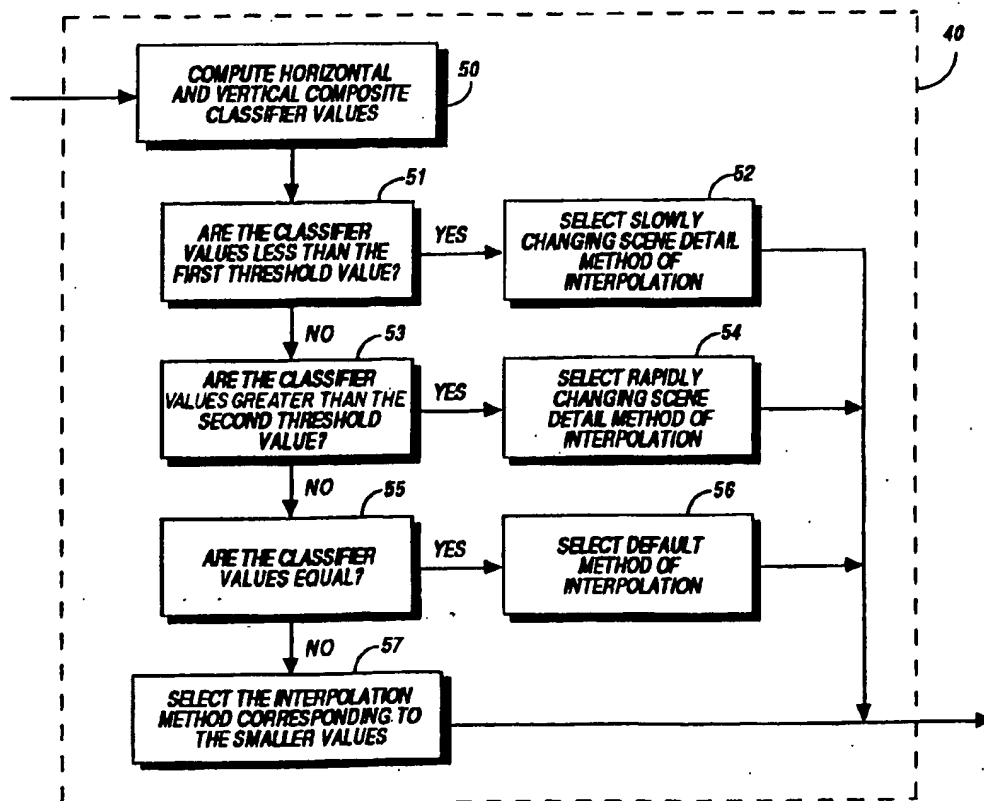 40
COMPUTE HORIZONTAL
AND VERTICAL COMPOSITE
CLASSIFIER VALUES
50
51
ARE THE CLASSIFIER
VALUES LESS THAN THE
FIRST THRESHOLD VALUE?
YES
52
SELECT SLOWLY
CHANGING SCENE DETAIL
METHOD OF
INTERPOLATION
NO
53
ARE THE CLASSIFIER
VALUES GREATER THAN THE
SECOND THRESHOLD
VALUE?
YES
54
SELECT RAPIDLY
CHANGING SCENE
DETAIL METHOD OF
INTERPOLATION
NO
55
ARE THE CLASSIFIER
VALUES EQUAL?
YES
56
SELECT DEFAULT
METHOD OF
INTERPOLATION
NO
57
SELECT THE INTERPOLATION
METHOD CORRESPONDING TO
THE SMALLER VALUES